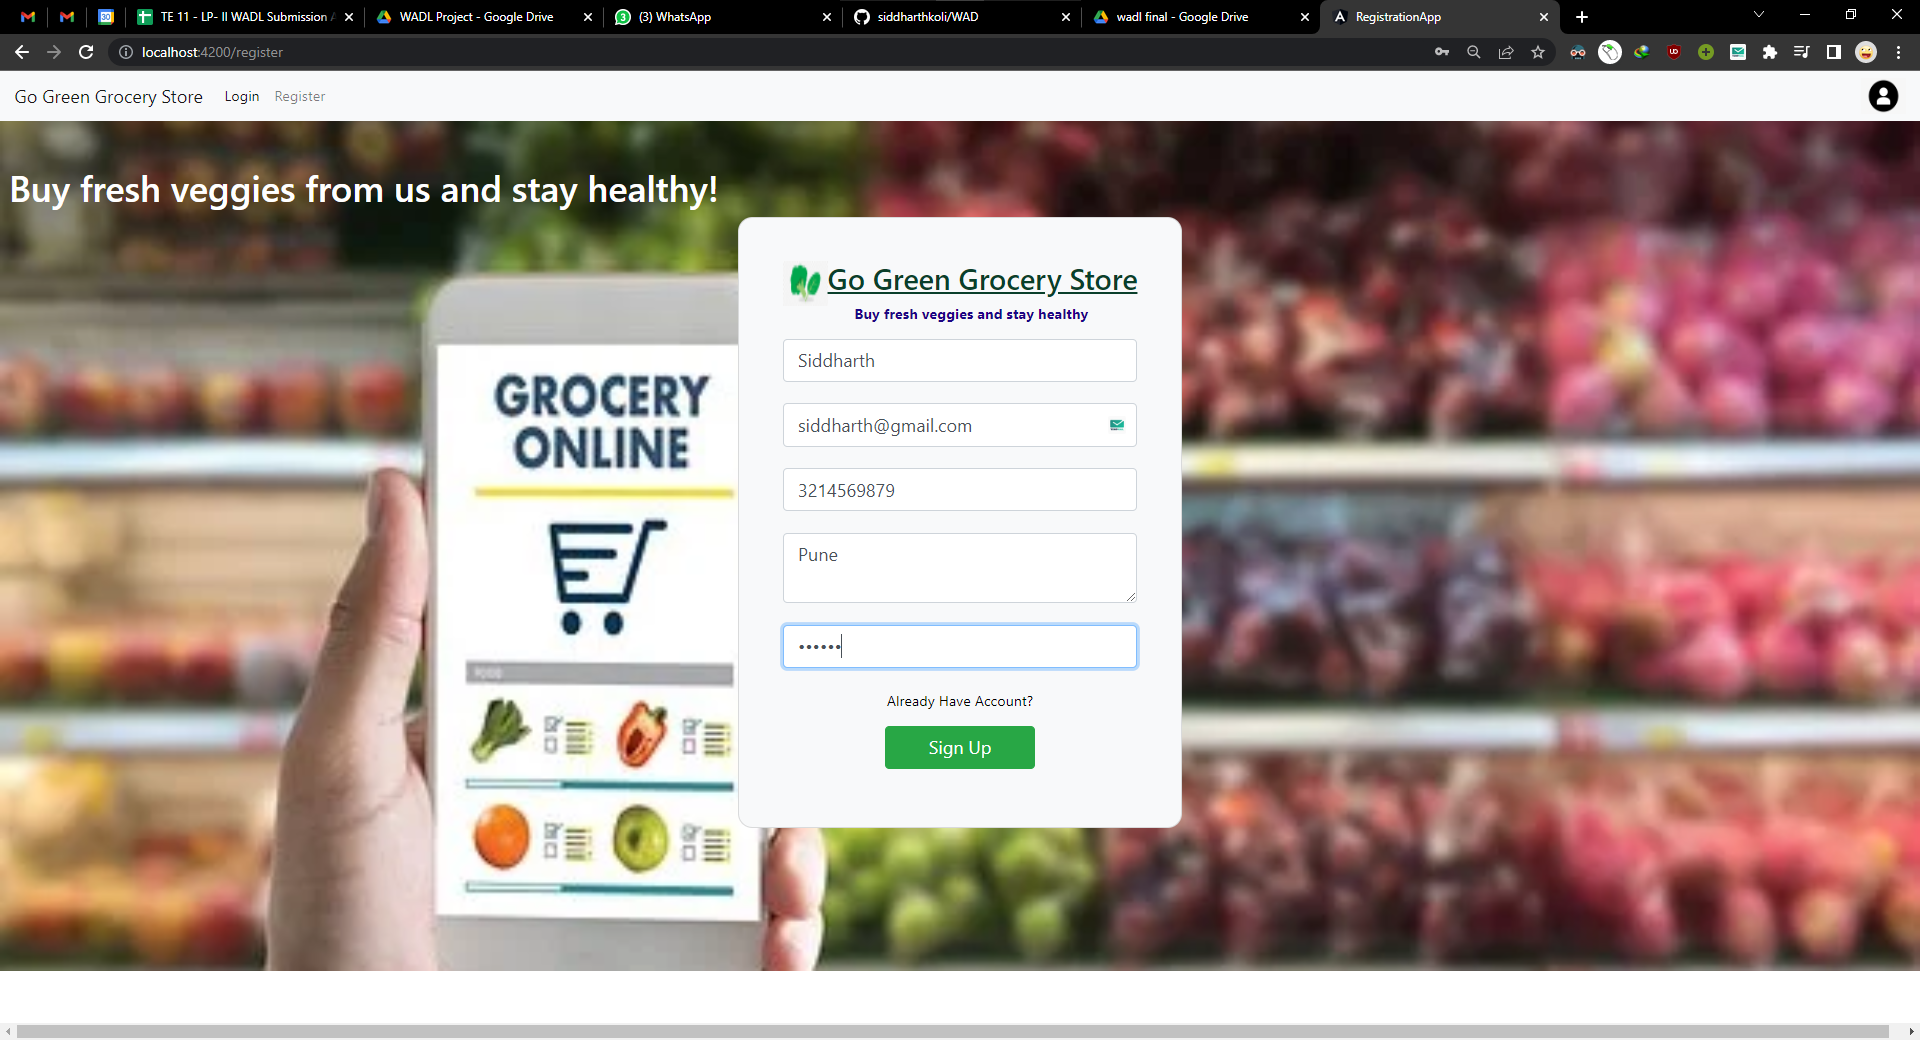 TE 11 - LP- II WADL Submission
WADL Project - Google Drive
(3) WhatsApp
siddharthkoli/WAD
wadl final - Google Drive
RegistrationApp
localhost:4200/register
Go Green Grocery Store
Login
Register
Buy fresh veggies from us and stay healthy!
GROCERY
ONLINE
FOOD
Go Green Grocery Store
Buy fresh veggies and stay healthy
Siddharth
siddharth@gmail.com
3214569879
Pune
••••••
Already Have Account?
Sign Up